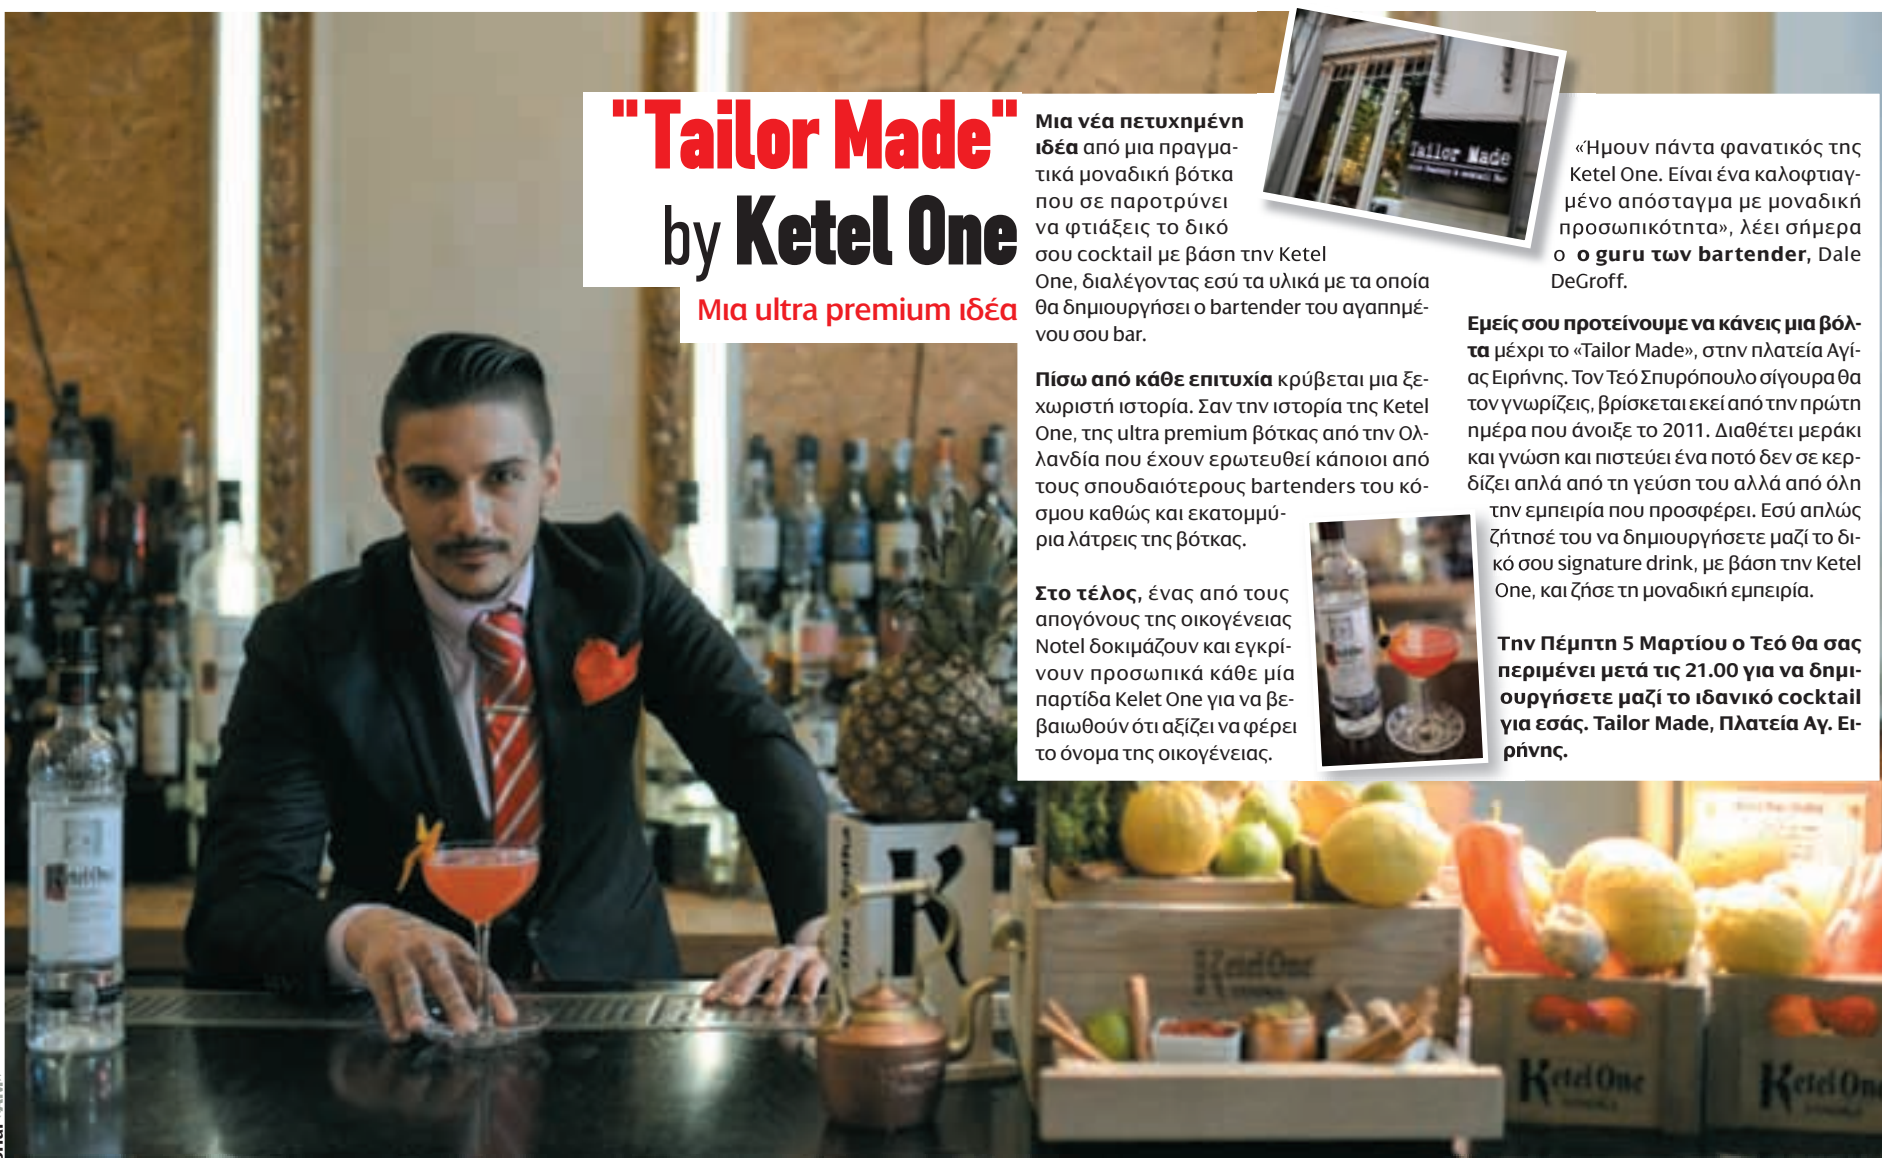 "Tailor Made"
by Ketel One
Μια ultra premium ιδέα
Μια νέα πετυχημένη
ιδέα από μια πραγμα-
τικά μοναδική βότκα
που σε παροτρύνει
να φτιάξεις το δικό
σου cocktail με βάση την Ketel
One, διαλέγοντας εσύ τα υλικά με τα οποία
θα δημιουργήσει ο bartender του αγαπημέ-
νου σου bar.
Πίσω από κάθε επιτυχία κρύβεται μια ξε-
χωριστή ιστορία. Σαν την ιστορία της Ketel
One, της ultra premium βότκας από την Ολ-
λανδία που έχουν ερωτευθεί κάποιοι από
τους σπουδαιότερους bartenders του κό-
σμου καθώς και εκατομμύ-
ρια λάτρεις της βότκας.
Στο τέλος, ένας από τους
απογόνους της οικογένειας
Notel δοκιμάζουν και εγκρί-
νουν προσωπικά κάθε μία
παρτίδα Kelet One για να βε-
βαιωθούν ότι αξίζει να φέρει
το όνομα της οικογένειας.
Tailor Made
«Ήμουν πάντα φανατικός της
Ketel One. Είναι ένα καλοφτιαγ-
μένο απόσταγμα με μοναδική
προσωπικότητα», λέει σήμερα
ο ο guru των bartender, Dale
DeGroff.
Εμείς σου προτείνουμε να κάνεις μια βόλ-
τα μέχρι το «Tailor Made», στην πλατεία Αγί-
ας Ειρήνης. Τον Τεό Σπυρόπουλο σίγουρα θα
τον γνωρίζεις, βρίσκεται εκεί από την πρώτη
ημέρα που άνοιξε το 2011. Διαθέτει μεράκι
και γνώση και πιστεύει ένα ποτό δεν σε κερ-
δίζει απλά από τη γεύση του αλλά από όλη
την εμπειρία που προσφέρει. Εσύ απλώς
ζήτησέ του να δημιουργήσετε μαζί το δι-
κό σου signature drink, με βάση την Ketel
One, και ζήσε τη μοναδική εμπειρία.
Την Πέμπτη 5 Μαρτίου ο Τεό θα σας
περιμένει μετά τις 21.00 για να δημι-
ουργήσετε μαζί το ιδανικό cocktail
για εσάς. Tailor Made, Πλατεία Αγ. Ει-
ρήνης.
Ketel One
K
Ketel One
VODKA
Ketel One
VODKA
Ketel One